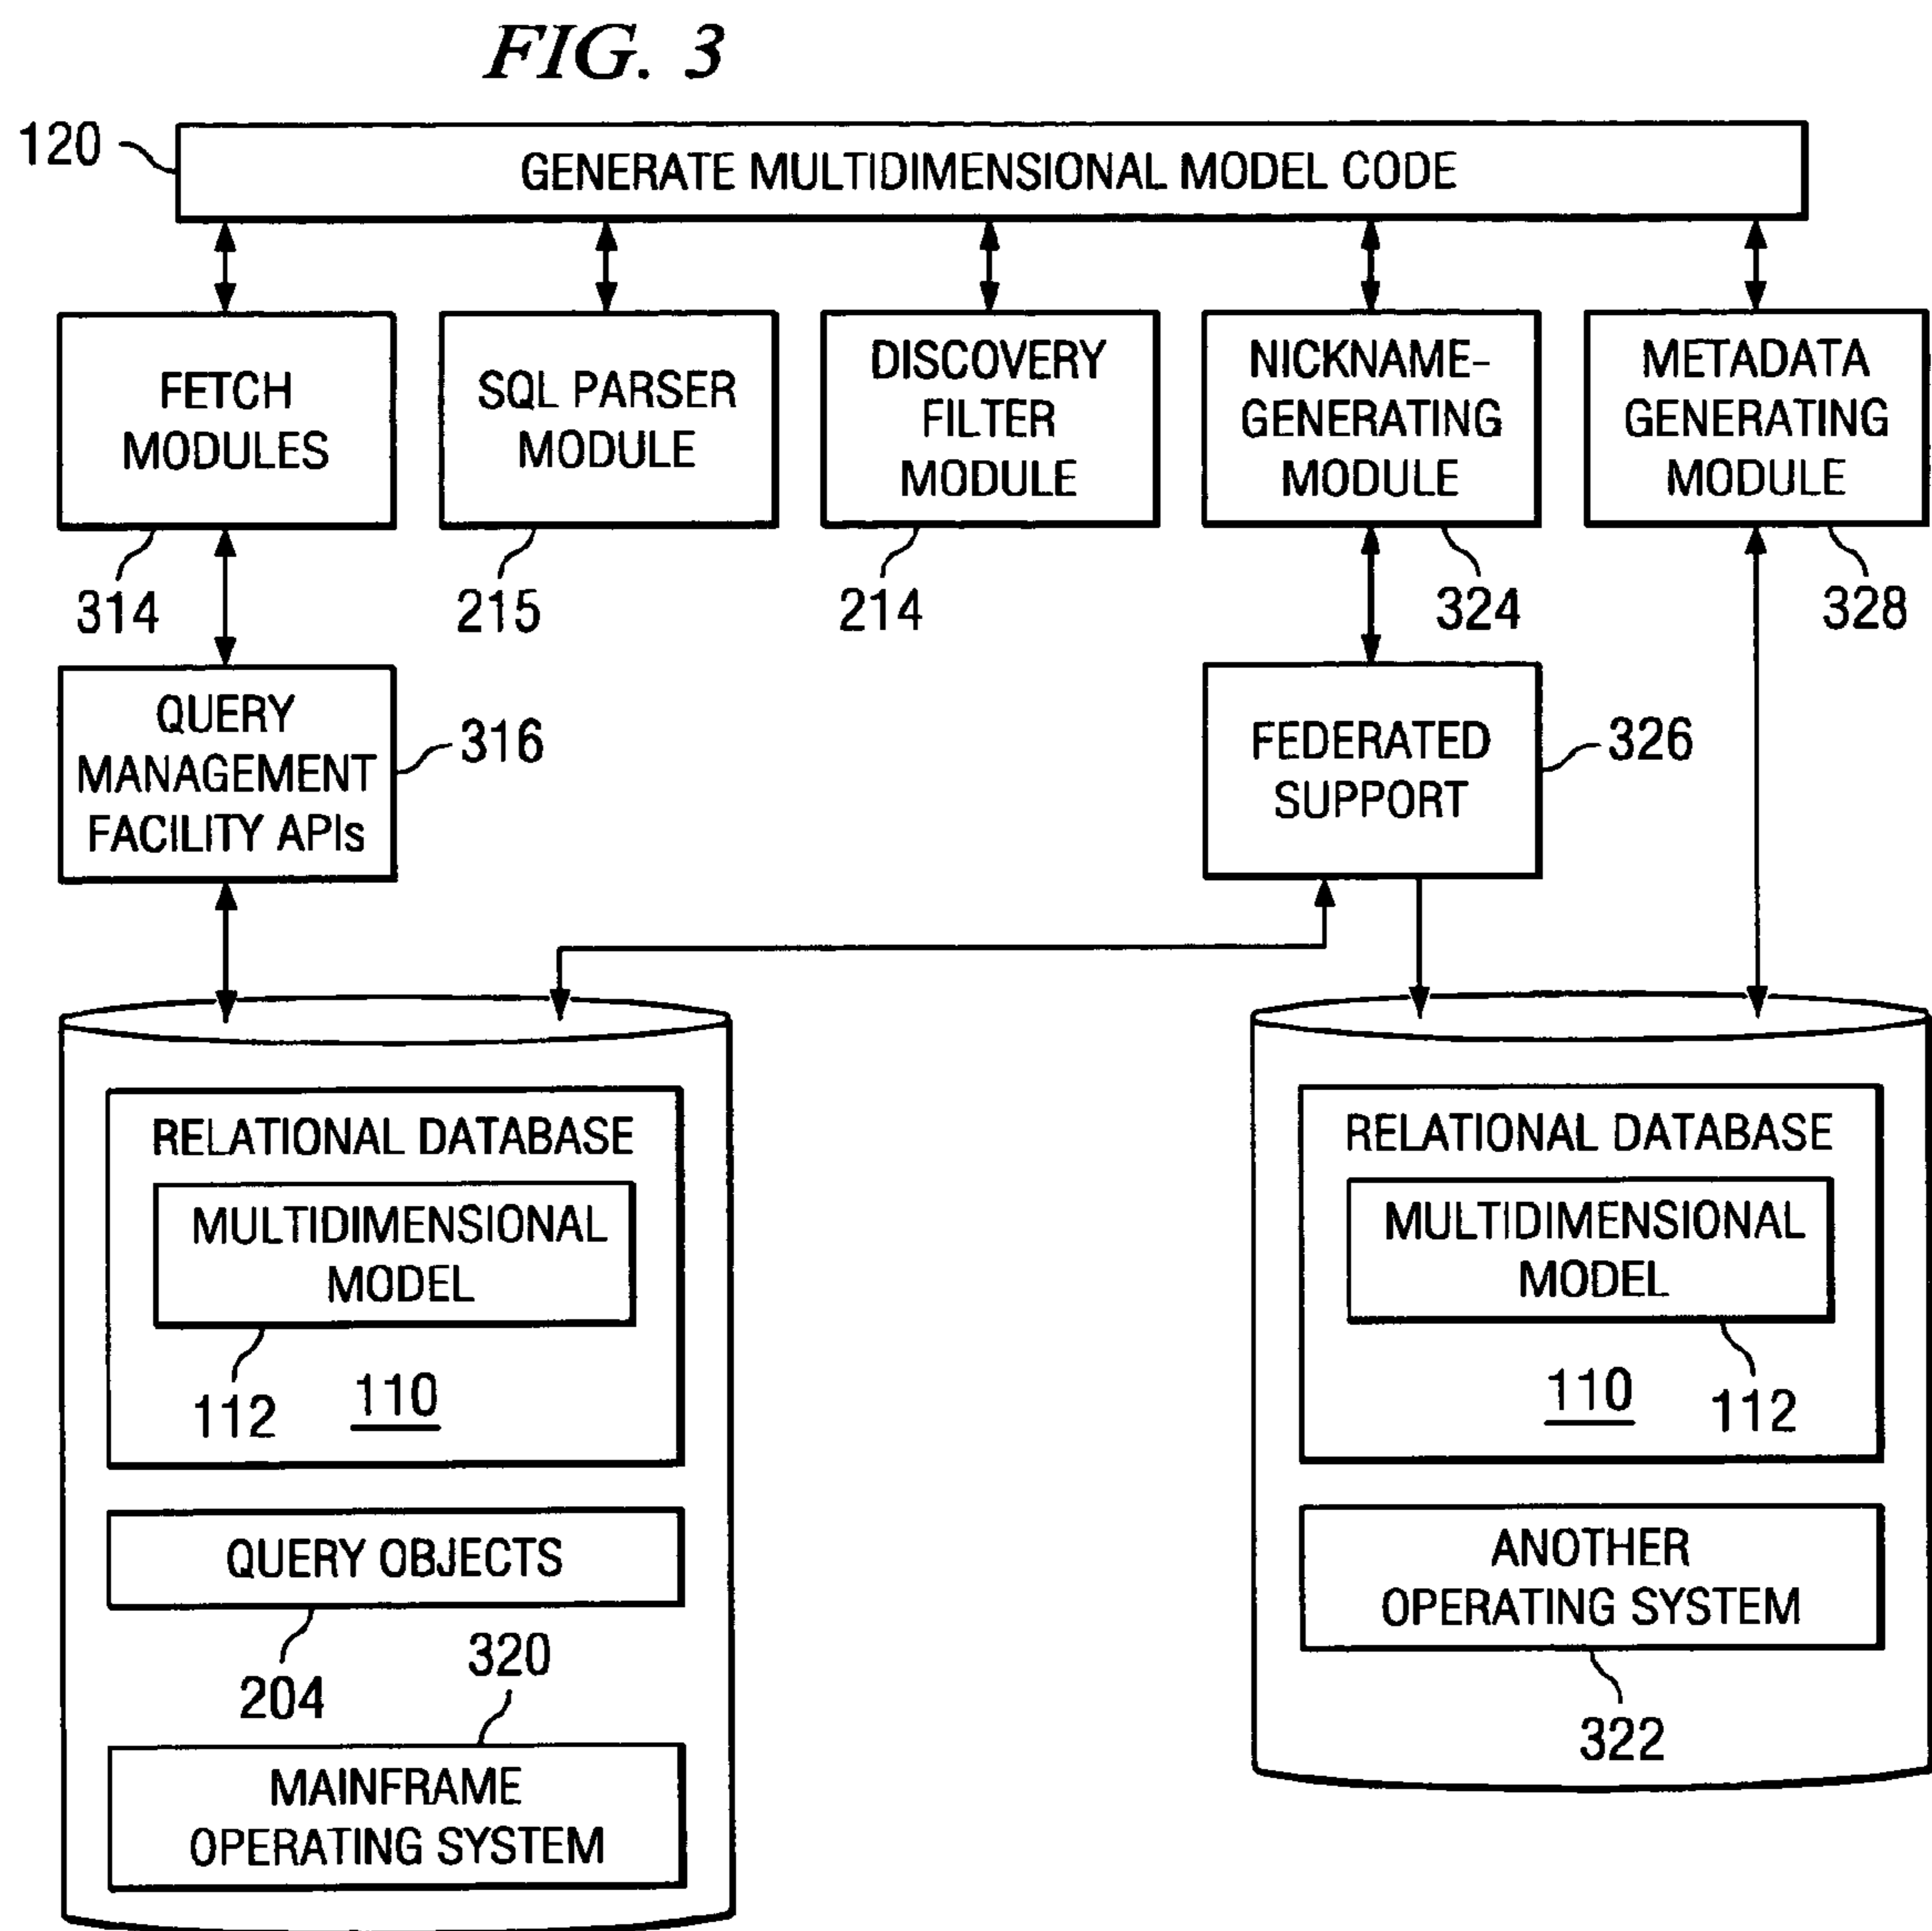 FIG. 3
120
GENERATE MULTIDIMENSIONAL MODEL CODE
FETCH
MODULES
314
SQL PARSER
MODULE
215
DISCOVERY
FILTER
MODULE
214
NICKNAME-
GENERATING
MODULE
324
METADATA
GENERATING
MODULE
328
QUERY
MANAGEMENT
FACILITY APIs
316
FEDERATED
SUPPORT
326
RELATIONAL DATABASE
MULTIDIMENSIONAL
MODEL
112
110
QUERY OBJECTS
204
320
MAINFRAME
OPERATING SYSTEM
RELATIONAL DATABASE
MULTIDIMENSIONAL
MODEL
110
112
ANOTHER
OPERATING SYSTEM
322